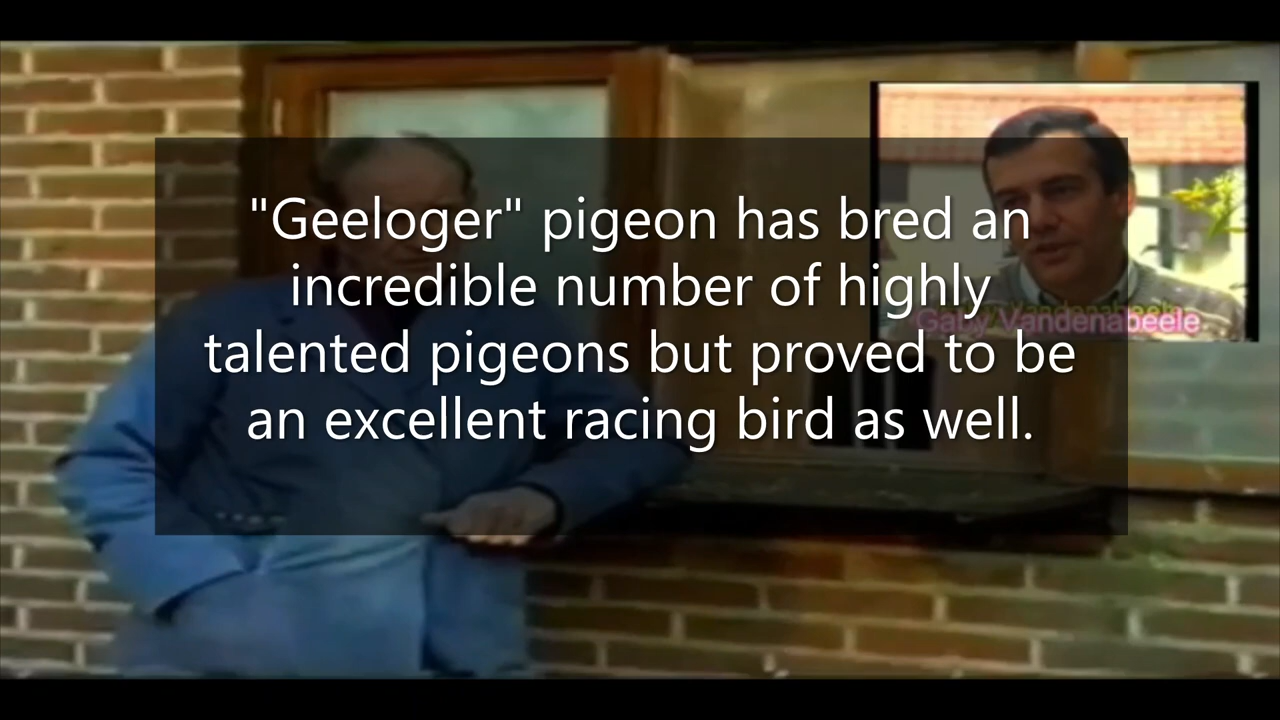 "Geeloger" pigeon has bred an
incredible number of highly
talented pigeons but proved to be
an excellent racing bird as well.
Gaby Vandenabeele